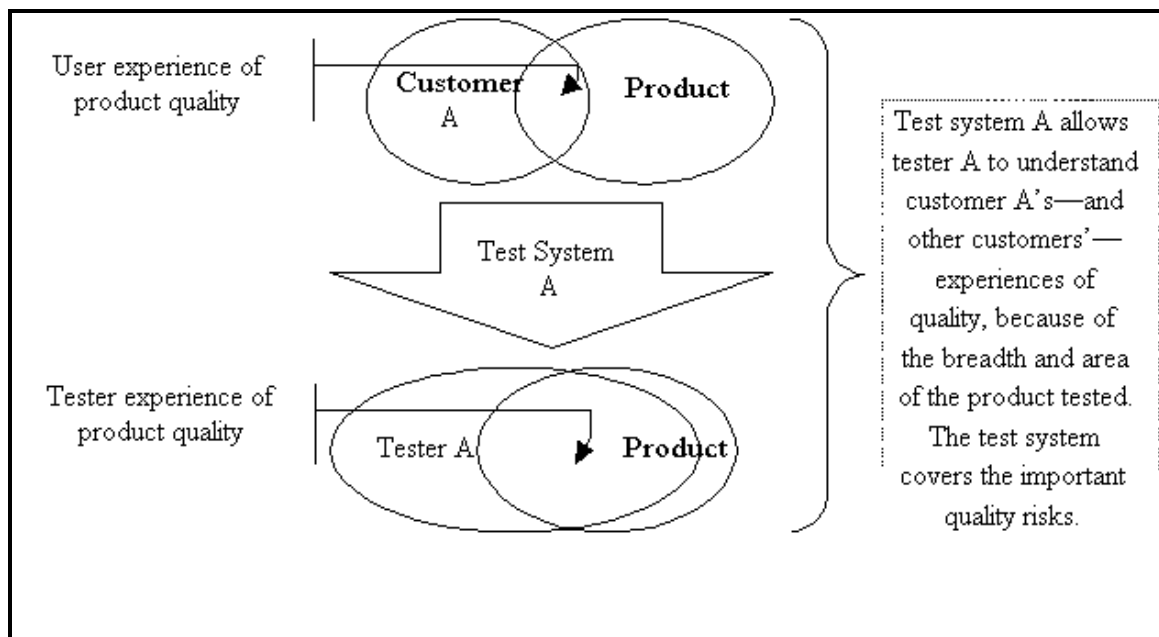 User experience of
product quality
Customer
A
Product
Test System
A
Tester experience of
product quality
Tester A
Product
Test system A allows
tester A to understand
customer A’s—and
other customers’—
experiences of
quality, because of
the breadth and area
of the product tested.
The test system
covers the important
quality risks.